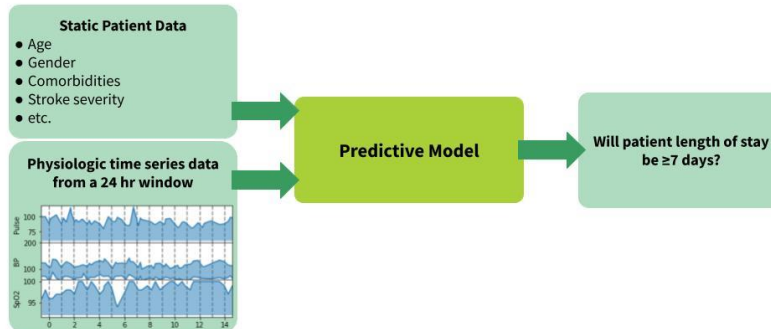 Static Patient Data
● Age
● Gender
● Comorbidities
● Stroke severity
● etc.
Physiologic time series data
from a 24 hr window
Pulse
100
75
BP
200
100
SpO2
100
95
0 2 4 6 8 10 12 14
Predictive Model
Will patient length of stay
be ≥7 days?